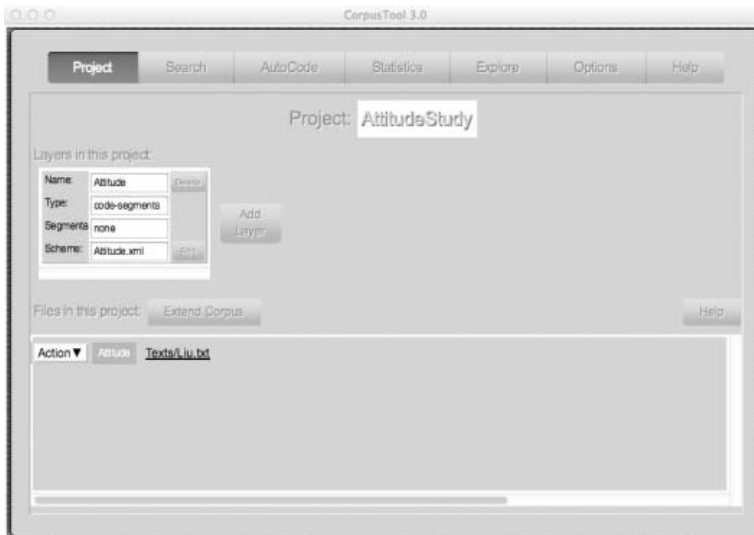 CorpusTool 3.0
Project Search AutoCode Statistics Explore Options Help
Project: AttitudeStudy
Layers in this project:
Name: Attitude Delete
Type: code-segments
Segmenta none
Scheme: Attitude.xml Edit
Add
Layer
Files in this project: Extend Corpus Help
Action▼ Attitude Texts/Liu.txt